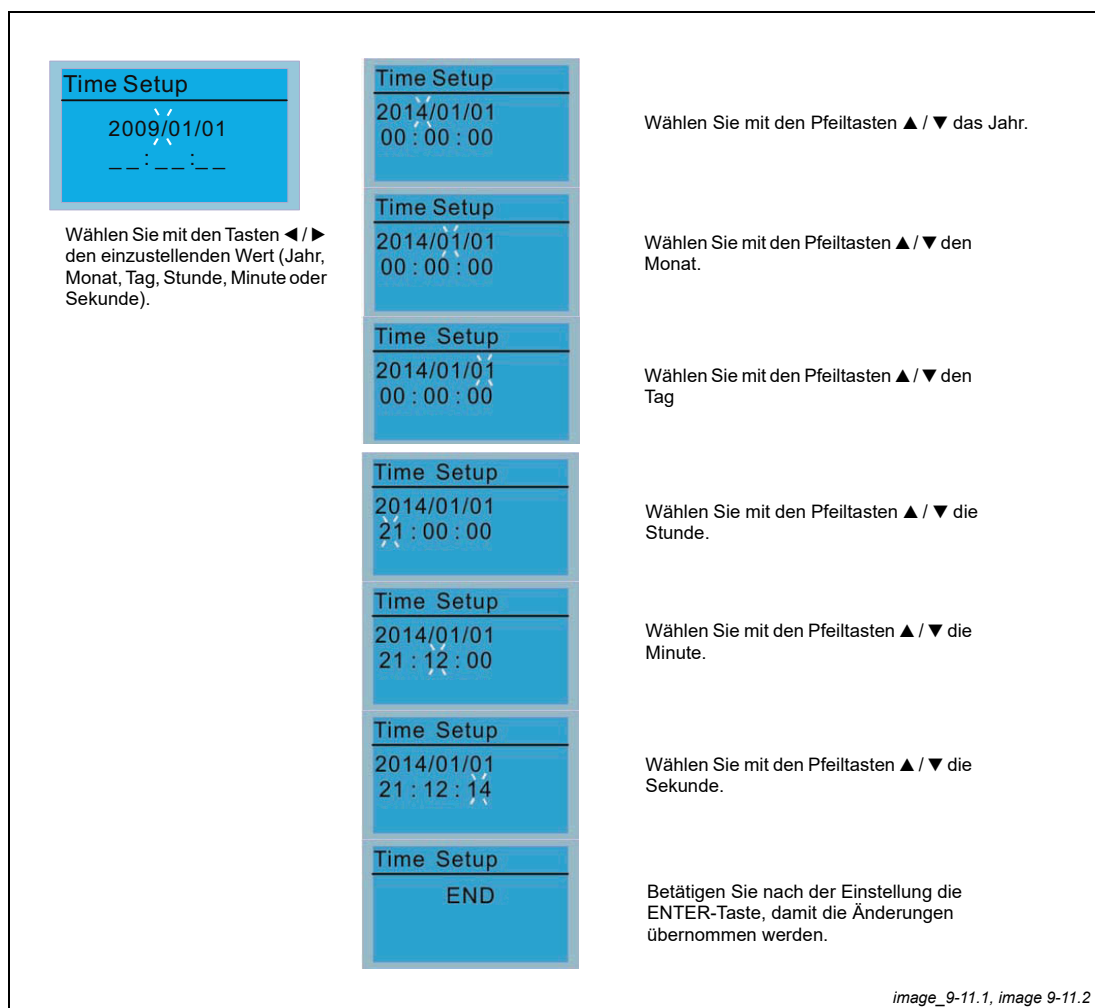 Time Setup
2009/01/01
_ _ : _ _ : _ _
Wählen Sie mit den Tasten ◄ / ►
den einzustellenden Wert (Jahr,
Monat, Tag, Stunde, Minute oder
Sekunde).
Time Setup
2014/01/01
00 : 00 : 00
Wählen Sie mit den Pfeiltasten ▲ / ▼ das Jahr.
Time Setup
2014/01/01
00 : 00 : 00
Wählen Sie mit den Pfeiltasten ▲ / ▼ den
Monat.
Time Setup
2014/01/01
00 : 00 : 00
Wählen Sie mit den Pfeiltasten ▲ / ▼ den
Tag
Time Setup
2014/01/01
21 : 00 : 00
Wählen Sie mit den Pfeiltasten ▲ / ▼ die
Stunde.
Time Setup
2014/01/01
21 : 12 : 00
Wählen Sie mit den Pfeiltasten ▲ / ▼ die
Minute.
Time Setup
2014/01/01
21 : 12 : 14
Wählen Sie mit den Pfeiltasten ▲ / ▼ die
Sekunde.
Time Setup
END
Betätigen Sie nach der Einstellung die
ENTER-Taste, damit die Änderungen
übernommen werden.
image_9-11.1, image 9-11.2